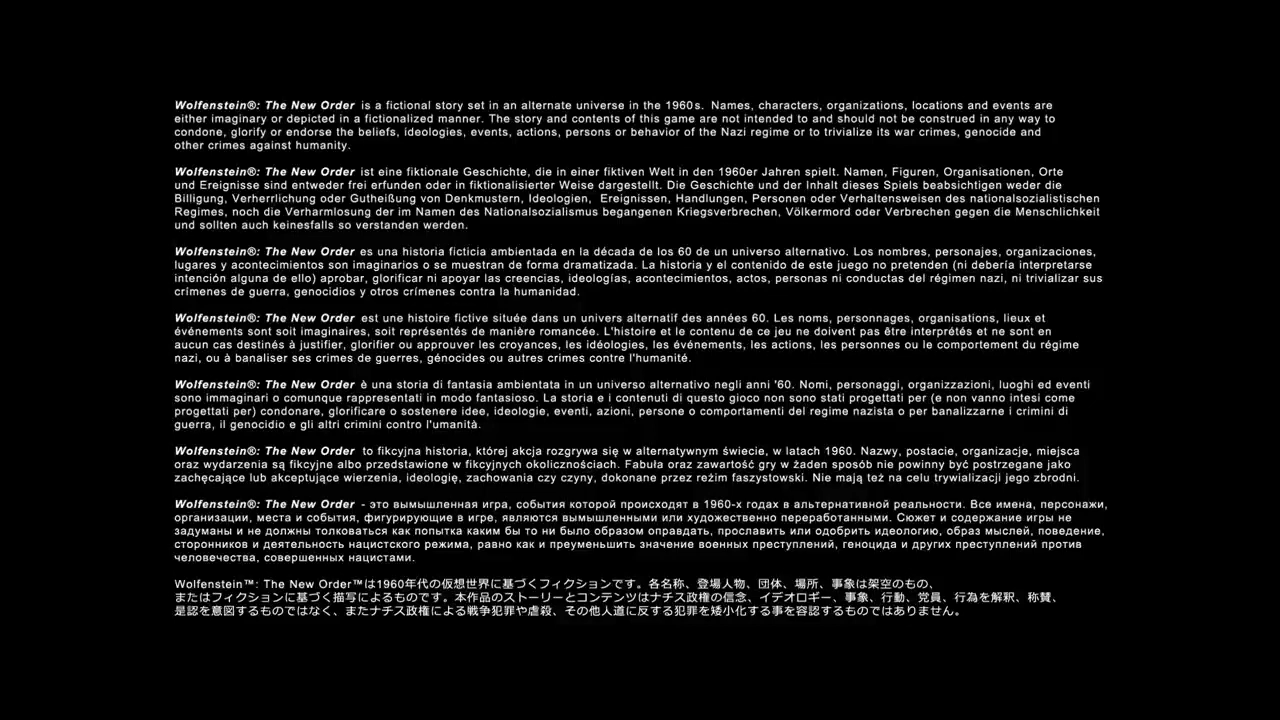 Wolfenstein®: The New Order is a fictional story set in an alternate universe in the 1960s. Names, characters, organizations, locations and events are
either imaginary or depicted in a fictionalized manner. The story and contents of this game are not intended to and should not be construed in any way to
condone, glorify or endorse the beliefs, ideologies, events, actions, persons or behavior of the Nazi regime or to trivialize its war crimes, genocide and
other crimes against humanity.
Wolfenstein®: The New Order ist eine fiktionale Geschichte, die in einer fiktiven Welt in den 1960er Jahren spielt. Namen, Figuren, Organisationen, Orte
und Ereignisse sind entweder frei erfunden oder in fiktionalisierter Weise dargestellt. Die Geschichte und der Inhalt dieses Spiels beabsichtigen weder die
Billigung, Verherrlichung oder Gutheißung von Denkmustern, Ideologien, Ereignissen, Handlungen, Personen oder Verhaltensweisen des nationalsozialistischen
Regimes, noch die Verharmlosung der im Namen des Nationalsozialismus begangenen Kriegsverbrechen, Völkermord oder Verbrechen gegen die Menschlichkeit
und sollten auch keinesfalls so verstanden werden.
Wolfenstein®: The New Order es una historia ficticia ambientada en la década de los 60 de un universo alternativo. Los nombres, personajes, organizaciones,
lugares y acontecimientos son imaginarios o se muestran de forma dramatizada. La historia y el contenido de este juego no pretenden (ni debería interpretarse
intención alguna de ello) aprobar, glorificar ni apoyar las creencias, ideologías, acontecimientos, actos, personas ni conductas del régimen nazi, ni trivializar sus
crímenes de guerra, genocidios y otros crímenes contra la humanidad.
Wolfenstein®: The New Order est une histoire fictive située dans un univers alternatif des années 60. Les noms, personnages, organisations, lieux et
événements sont soit imaginaires, soit représentés de manière romancée. L'histoire et le contenu de ce jeu ne doivent pas être interprétés et ne sont en
aucun cas destinés à justifier, glorifier ou approuver les croyances, les idéologies, les événements, les actions, les personnes ou le comportement du régime
nazi, ou à banaliser ses crimes de guerres, génocides ou autres crimes contre l'humanité.
Wolfenstein®: The New Order è una storia di fantasia ambientata in un universo alternativo negli anni '60. Nomi, personaggi, organizzazioni, luoghi ed eventi
sono immaginari o comunque rappresentati in modo fantasioso. La storia e i contenuti di questo gioco non sono stati progettati per (e non vanno intesi come
progettati per) condonare, glorificare o sostenere idee, ideologie, eventi, azioni, persone o comportamenti del regime nazista o per banalizzarne i crimini di
guerra, il genocidio e gli altri crimini contro l'umanità.
Wolfenstein®: The New Order to fikcyjna historia, której akcja rozgrywa się w alternatywnym świecie, w latach 1960. Nazwy, postacie, organizacje, miejsca
oraz wydarzenia są fikcyjne albo przedstawione w fikcyjnych okolicznościach. Fabuła oraz zawartość gry w żaden sposób nie powinny być postrzegane jako
zachęcające lub akceptujące wierzenia, ideologię, zachowania czy czyny, dokonane przez reżim faszystowski. Nie mają też na celu trywializacji jego zbrodni.
Wolfenstein®: The New Order - это вымышленная игра, события которой происходят в 1960-х годах в альтернативной реальности. Все имена, персонажи,
организации, места и события, фигурирующие в игре, являются вымышленными или художественно переработанными. Сюжет и содержание игры не
задуманы и не должны толковаться как попытка каким бы то ни было образом оправдать, прославить или одобрить идеологию, образ мыслей, поведение,
сторонников и деятельность нацистского режима, равно как и преуменьшить значение военных преступлений, геноцида и других преступлений против
человечества, совершенных нацистами.
Wolfenstein™: The New Order™は1960年代の仮想世界に基づくフィクションです。各名称、登場人物、団体、場所、事象は架空のもの、
またはフィクションに基づく描写によるものです。本作品のストーリーとコンテンツはナチス政権の信念、イデオロギー、事象、行動、党員、行為を解釈、称賛、
是認を意図するものではなく、またナチス政権による戦争犯罪や虐殺、その他人道に反する犯罪を矮小化する事を容認するものではありません。